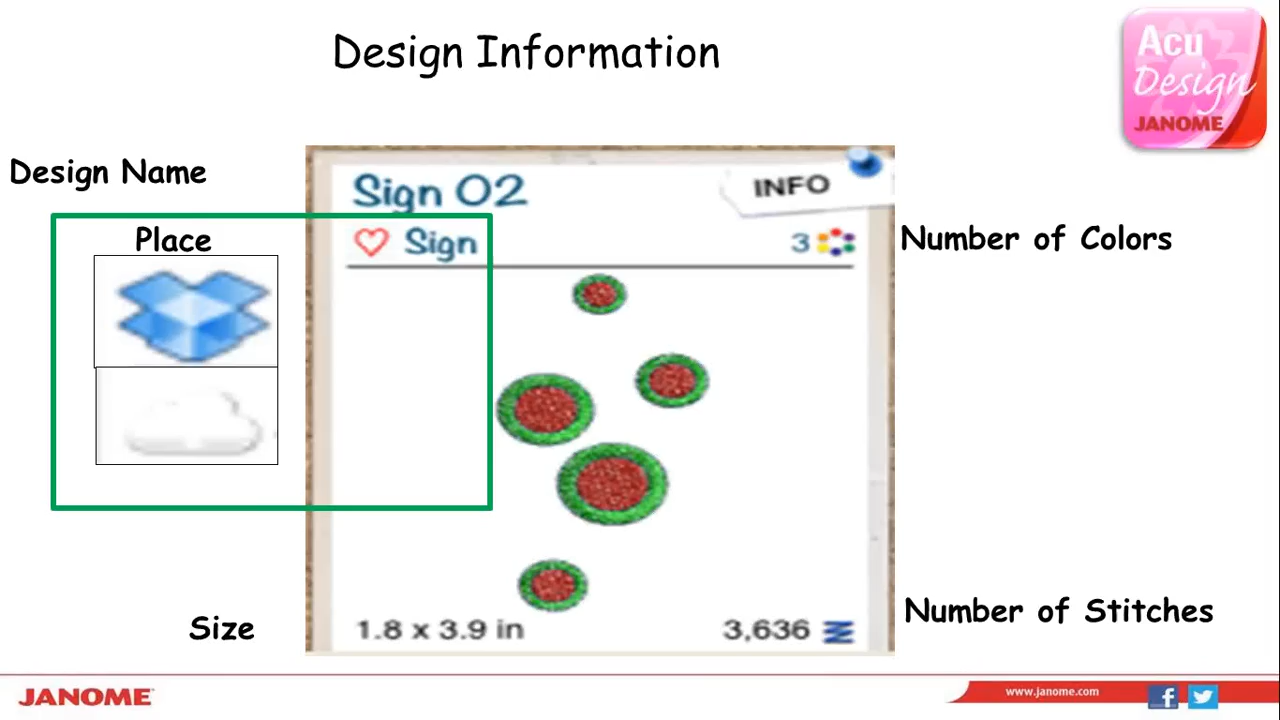 Design Information
Acu
Design
JANOME
Design Name
Sign 02
INFO
Place
Sign
3
Number of Colors
Size
1.8 x 3.9 in
3,636
Number of Stitches
JANOME
www.janome.com
f